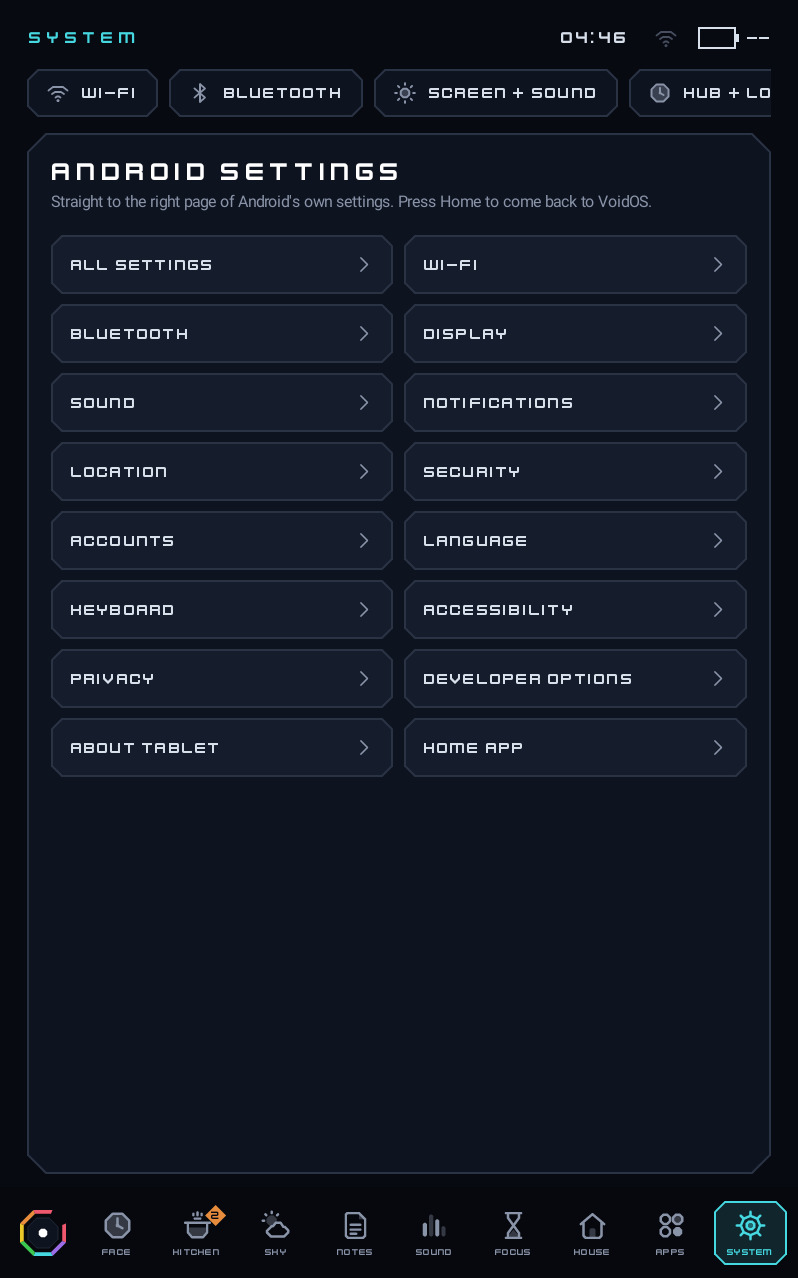 SYSTEM 04:46 --
WI-FI BLUETOOTH SCREEN + SOUND HUB + LO
ANDROID SETTINGS
Straight to the right page of Android's own settings. Press Home to come back to VoidOS.
ALL SETTINGS WI-FI
BLUETOOTH DISPLAY
SOUND NOTIFICATIONS
LOCATION SECURITY
ACCOUNTS LANGUAGE
KEYBOARD ACCESSIBILITY
PRIVACY DEVELOPER OPTIONS
ABOUT TABLET HOME APP
2
FACE KITCHEN SKY NOTES SOUND FOCUS HOUSE APPS SYSTEM